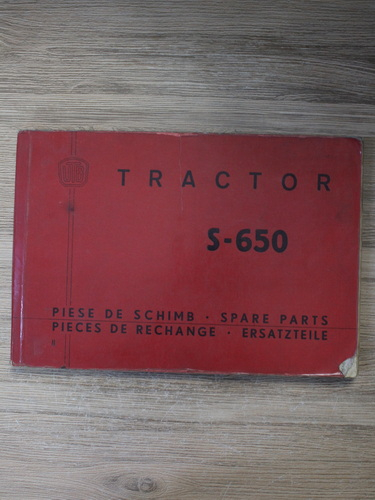 TRACTOR
S-650
PIESE DE SCHIMB · SPARE PARTS
PIECES DE RECHANGE · ERSATZTEILE